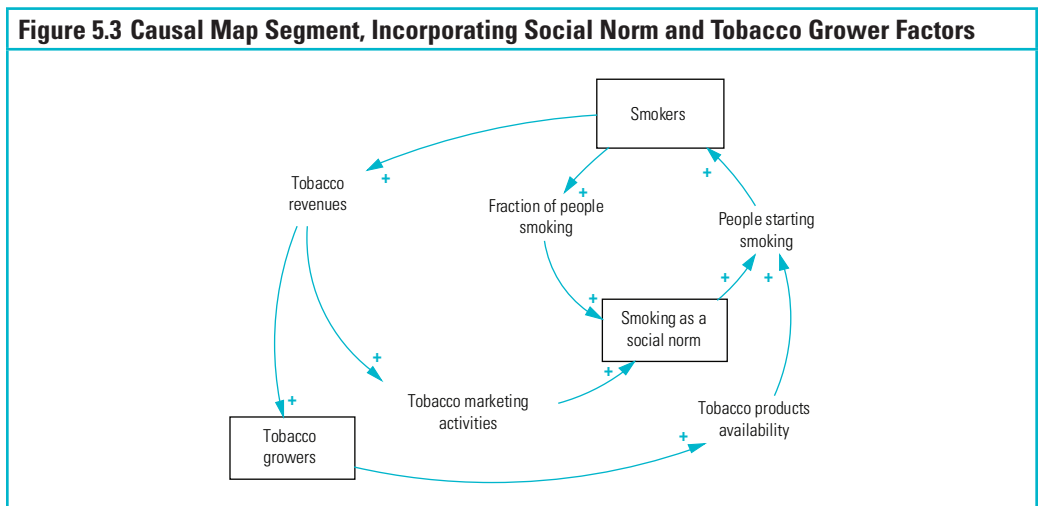 Figure 5.3 Causal Map Segment, Incorporating Social Norm and Tobacco Grower Factors
Smokers
+
+
+
Tobacco
revenues
Fraction of people
smoking
People starting
smoking
+
+
+
Smoking as a
social norm
+
+
Tobacco marketing
activities
+
Tobacco products
availability
+
Tobacco
growers